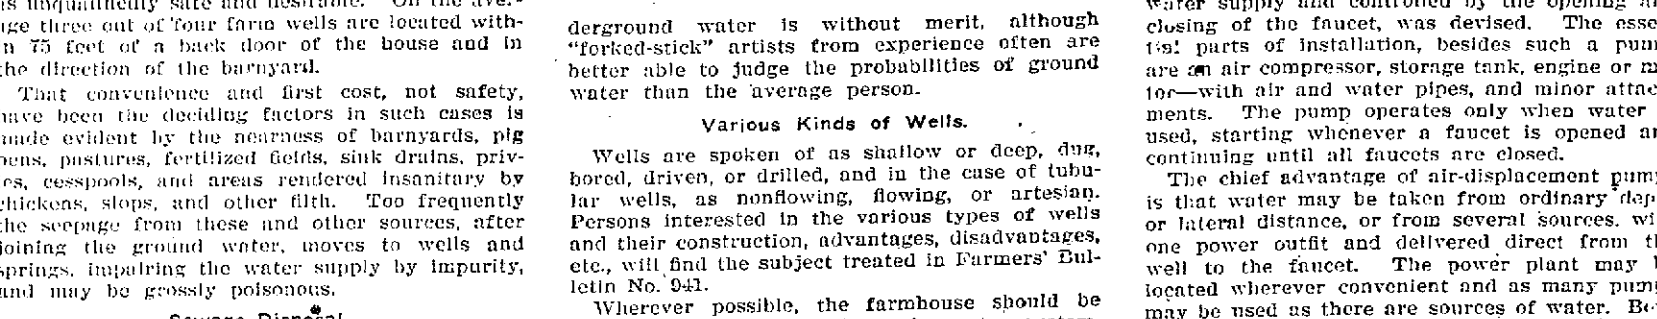 is unqualifiedly safe and desirable. On the aver-
age three out of four farm wells are located with-
in 75 feet of a back door of the house and in
the direction of the barnyard.
That convenience and first cost, not safety,
have been the deciding factors in such cases is
made evident by the nearness of barnyards, pig
pens, pastures, fertilized fields, sink drains, priv-
es, cesspools, and areas rendered insanitary by
chickens, slops, and other filth. Too frequently
the seepage from these and other sources, after
joining the ground water, moves to wells and
springs, impairing the water supply by impurity,
and may be grossly poisonous.
Sewage Disposal
derground water is without merit, although
"forked-stick" artists from experience often are
better able to judge the probabilities of ground
water than the average person.
Various Kinds of Wells.
Wells are spoken of as shallow or deep, dug,
bored, driven, or drilled, and in the case of tubu-
lar wells, as nonflowing, flowing, or artesian.
Persons interested in the various types of wells
and their construction, advantages, disadvantages,
etc., will find the subject treated in Farmers' Bul-
letin No. 941.
Wherever possible, the farmhouse should be
water supply and controlled by the opening
closing of the faucet, was devised. The esse
tial parts of installation, besides such a pum
are an air compressor, storage tank, engine or m
tor—with air and water pipes, and minor attac
ments. The pump operates only when water
used, starting whenever a faucet is opened an
continuing until all faucets are closed.
The chief advantage of air-displacement pump
is that water may be taken from ordinary dep
or lateral distance, or from several sources, wi
one power outfit and delivered direct from th
well to the faucet. The power plant may b
located wherever convenient and as many pump
may be used as there are sources of water. Be